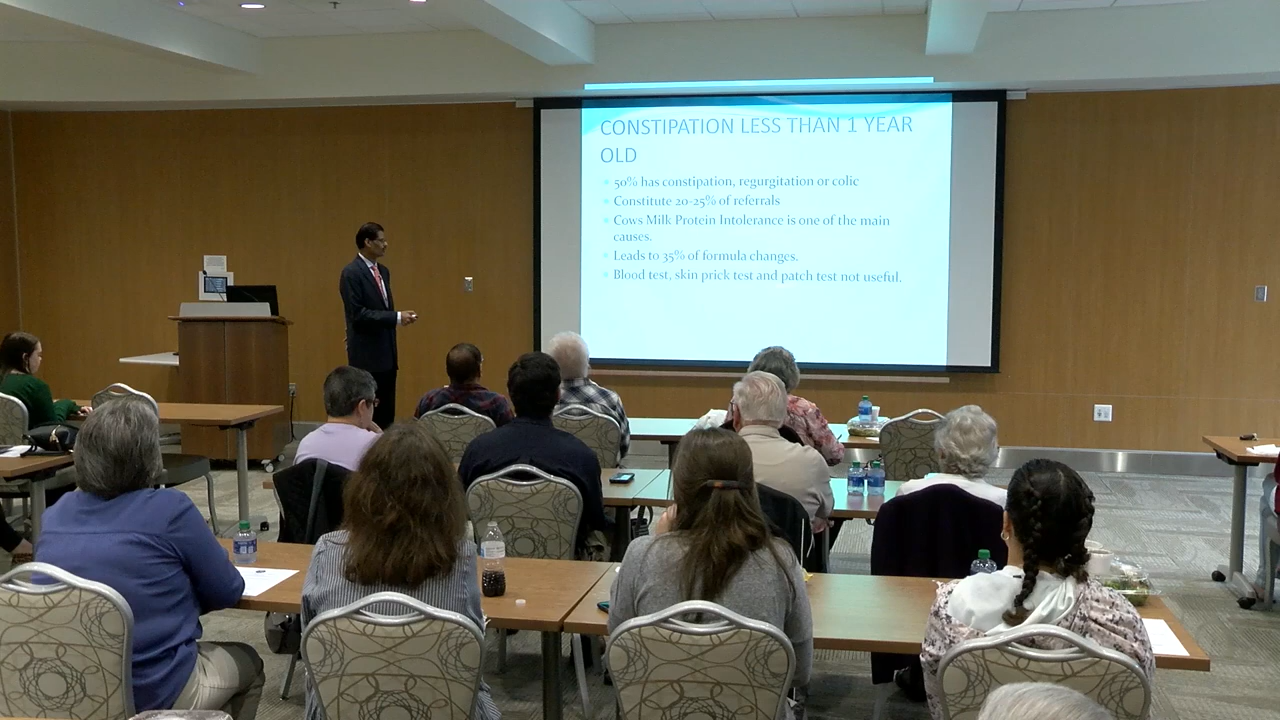 CONSTIPATION LESS THAN 1 YEAR
OLD
50% has constipation, regurgitation or colic
Constitute 20-25% of referrals
Cows Milk Protein Intolerance is one of the main
causes.
Leads to 35% of formula changes.
Blood test, skin prick test and patch test not useful.